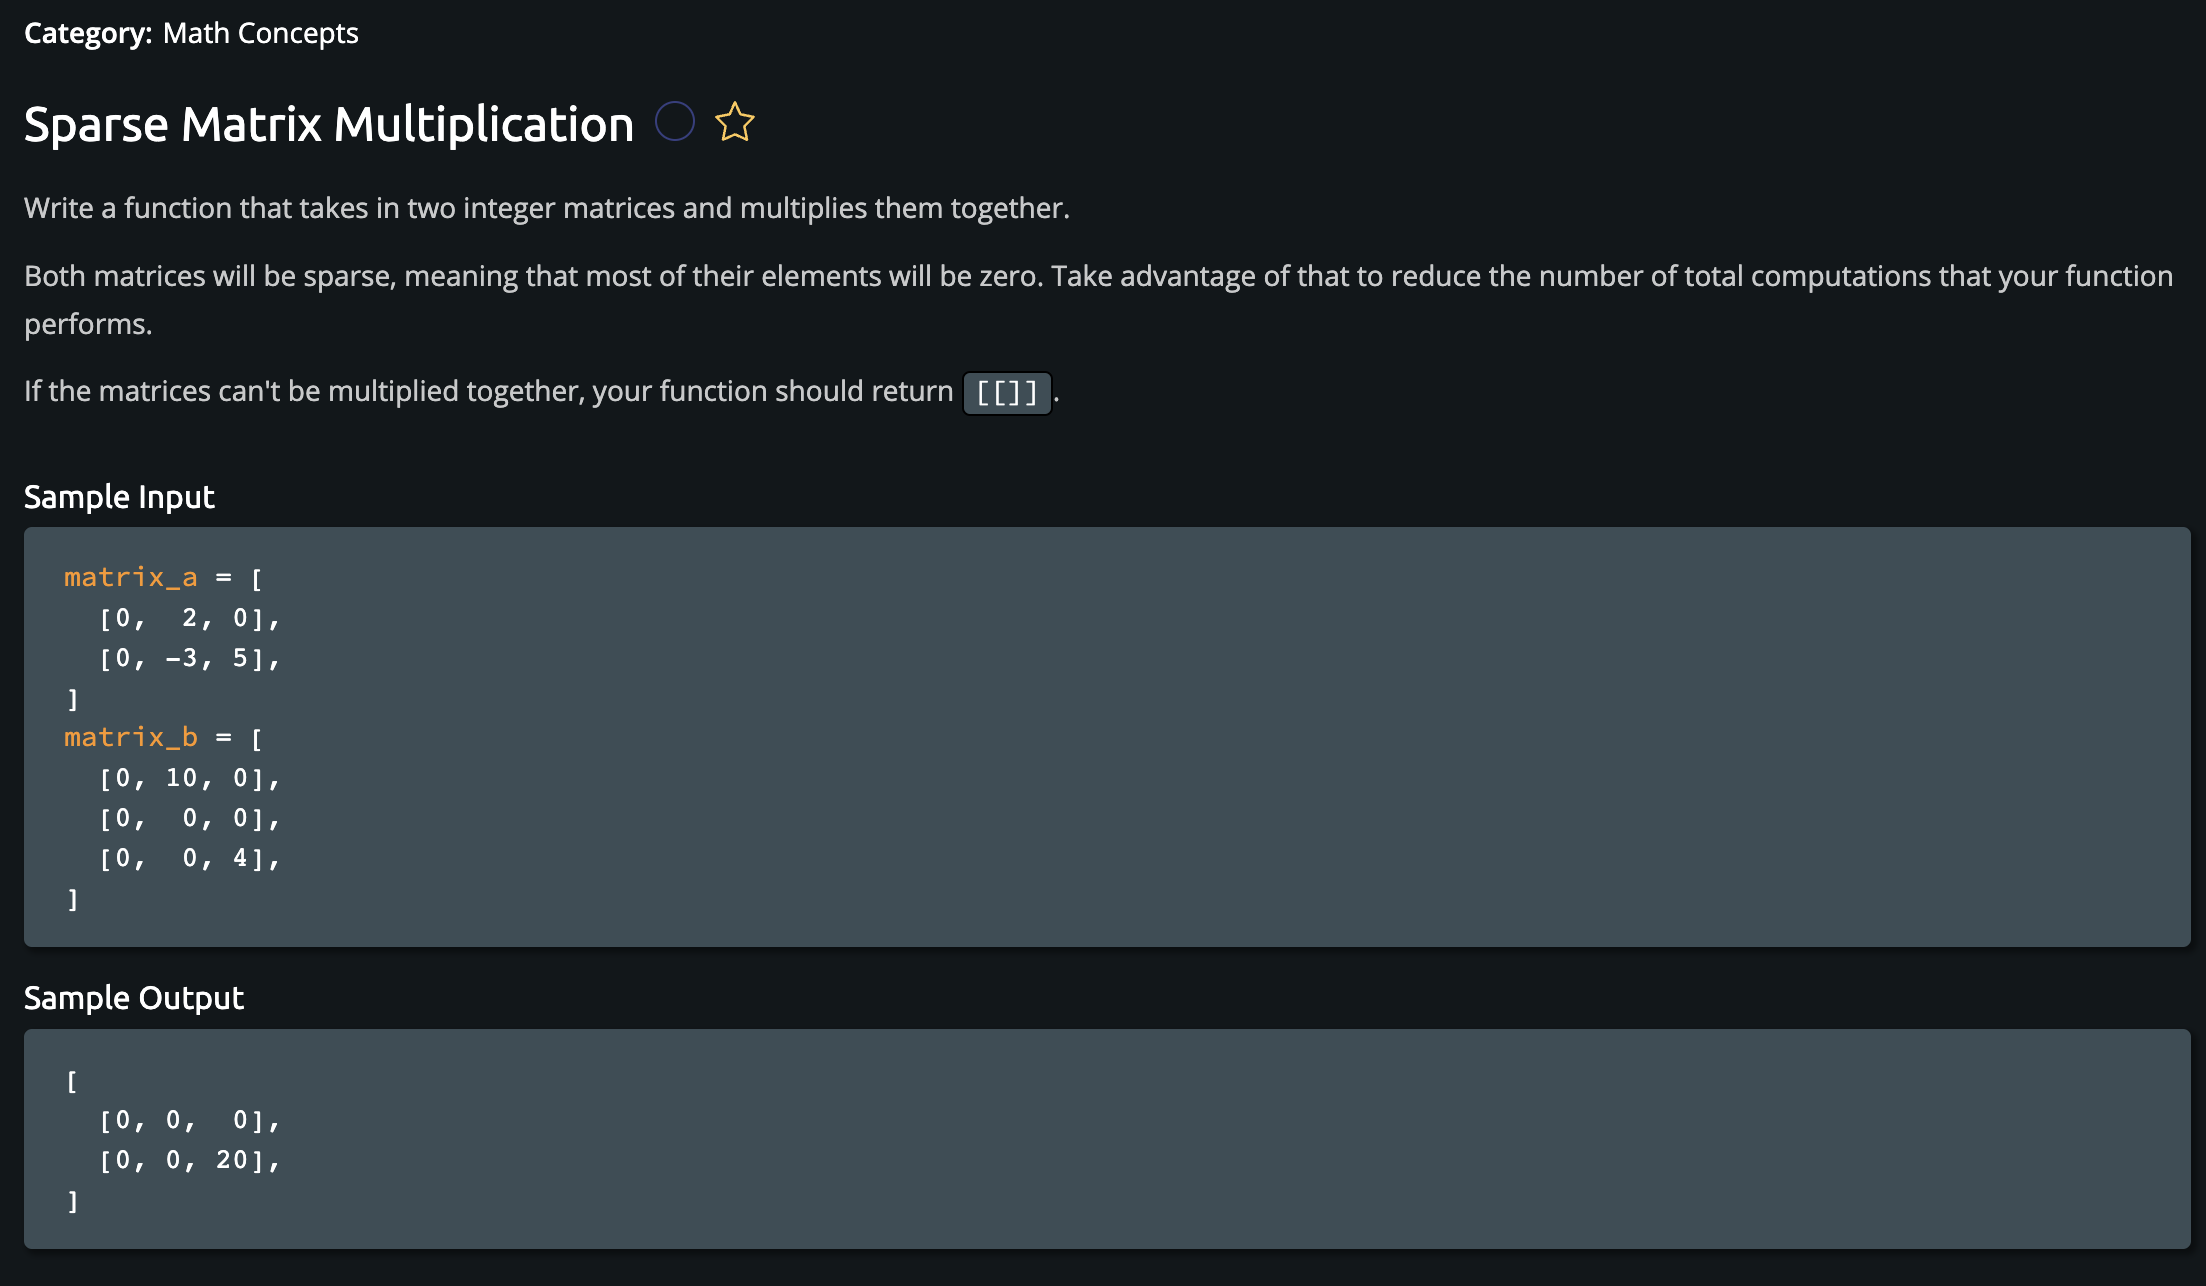 Category: Math Concepts
Sparse Matrix Multiplication
Write a function that takes in two integer matrices and multiplies them together.
Both matrices will be sparse, meaning that most of their elements will be zero. Take advantage of that to reduce the number of total computations that your function
performs.
If the matrices can't be multiplied together, your function should return [[]].
Sample Input
matrix_a = [
  [0,  2, 0],
  [0, -3, 5],
]
matrix_b = [
  [0, 10, 0],
  [0,  0, 0],
  [0,  0, 4],
]
Sample Output
[
  [0, 0,  0],
  [0, 0, 20],
]